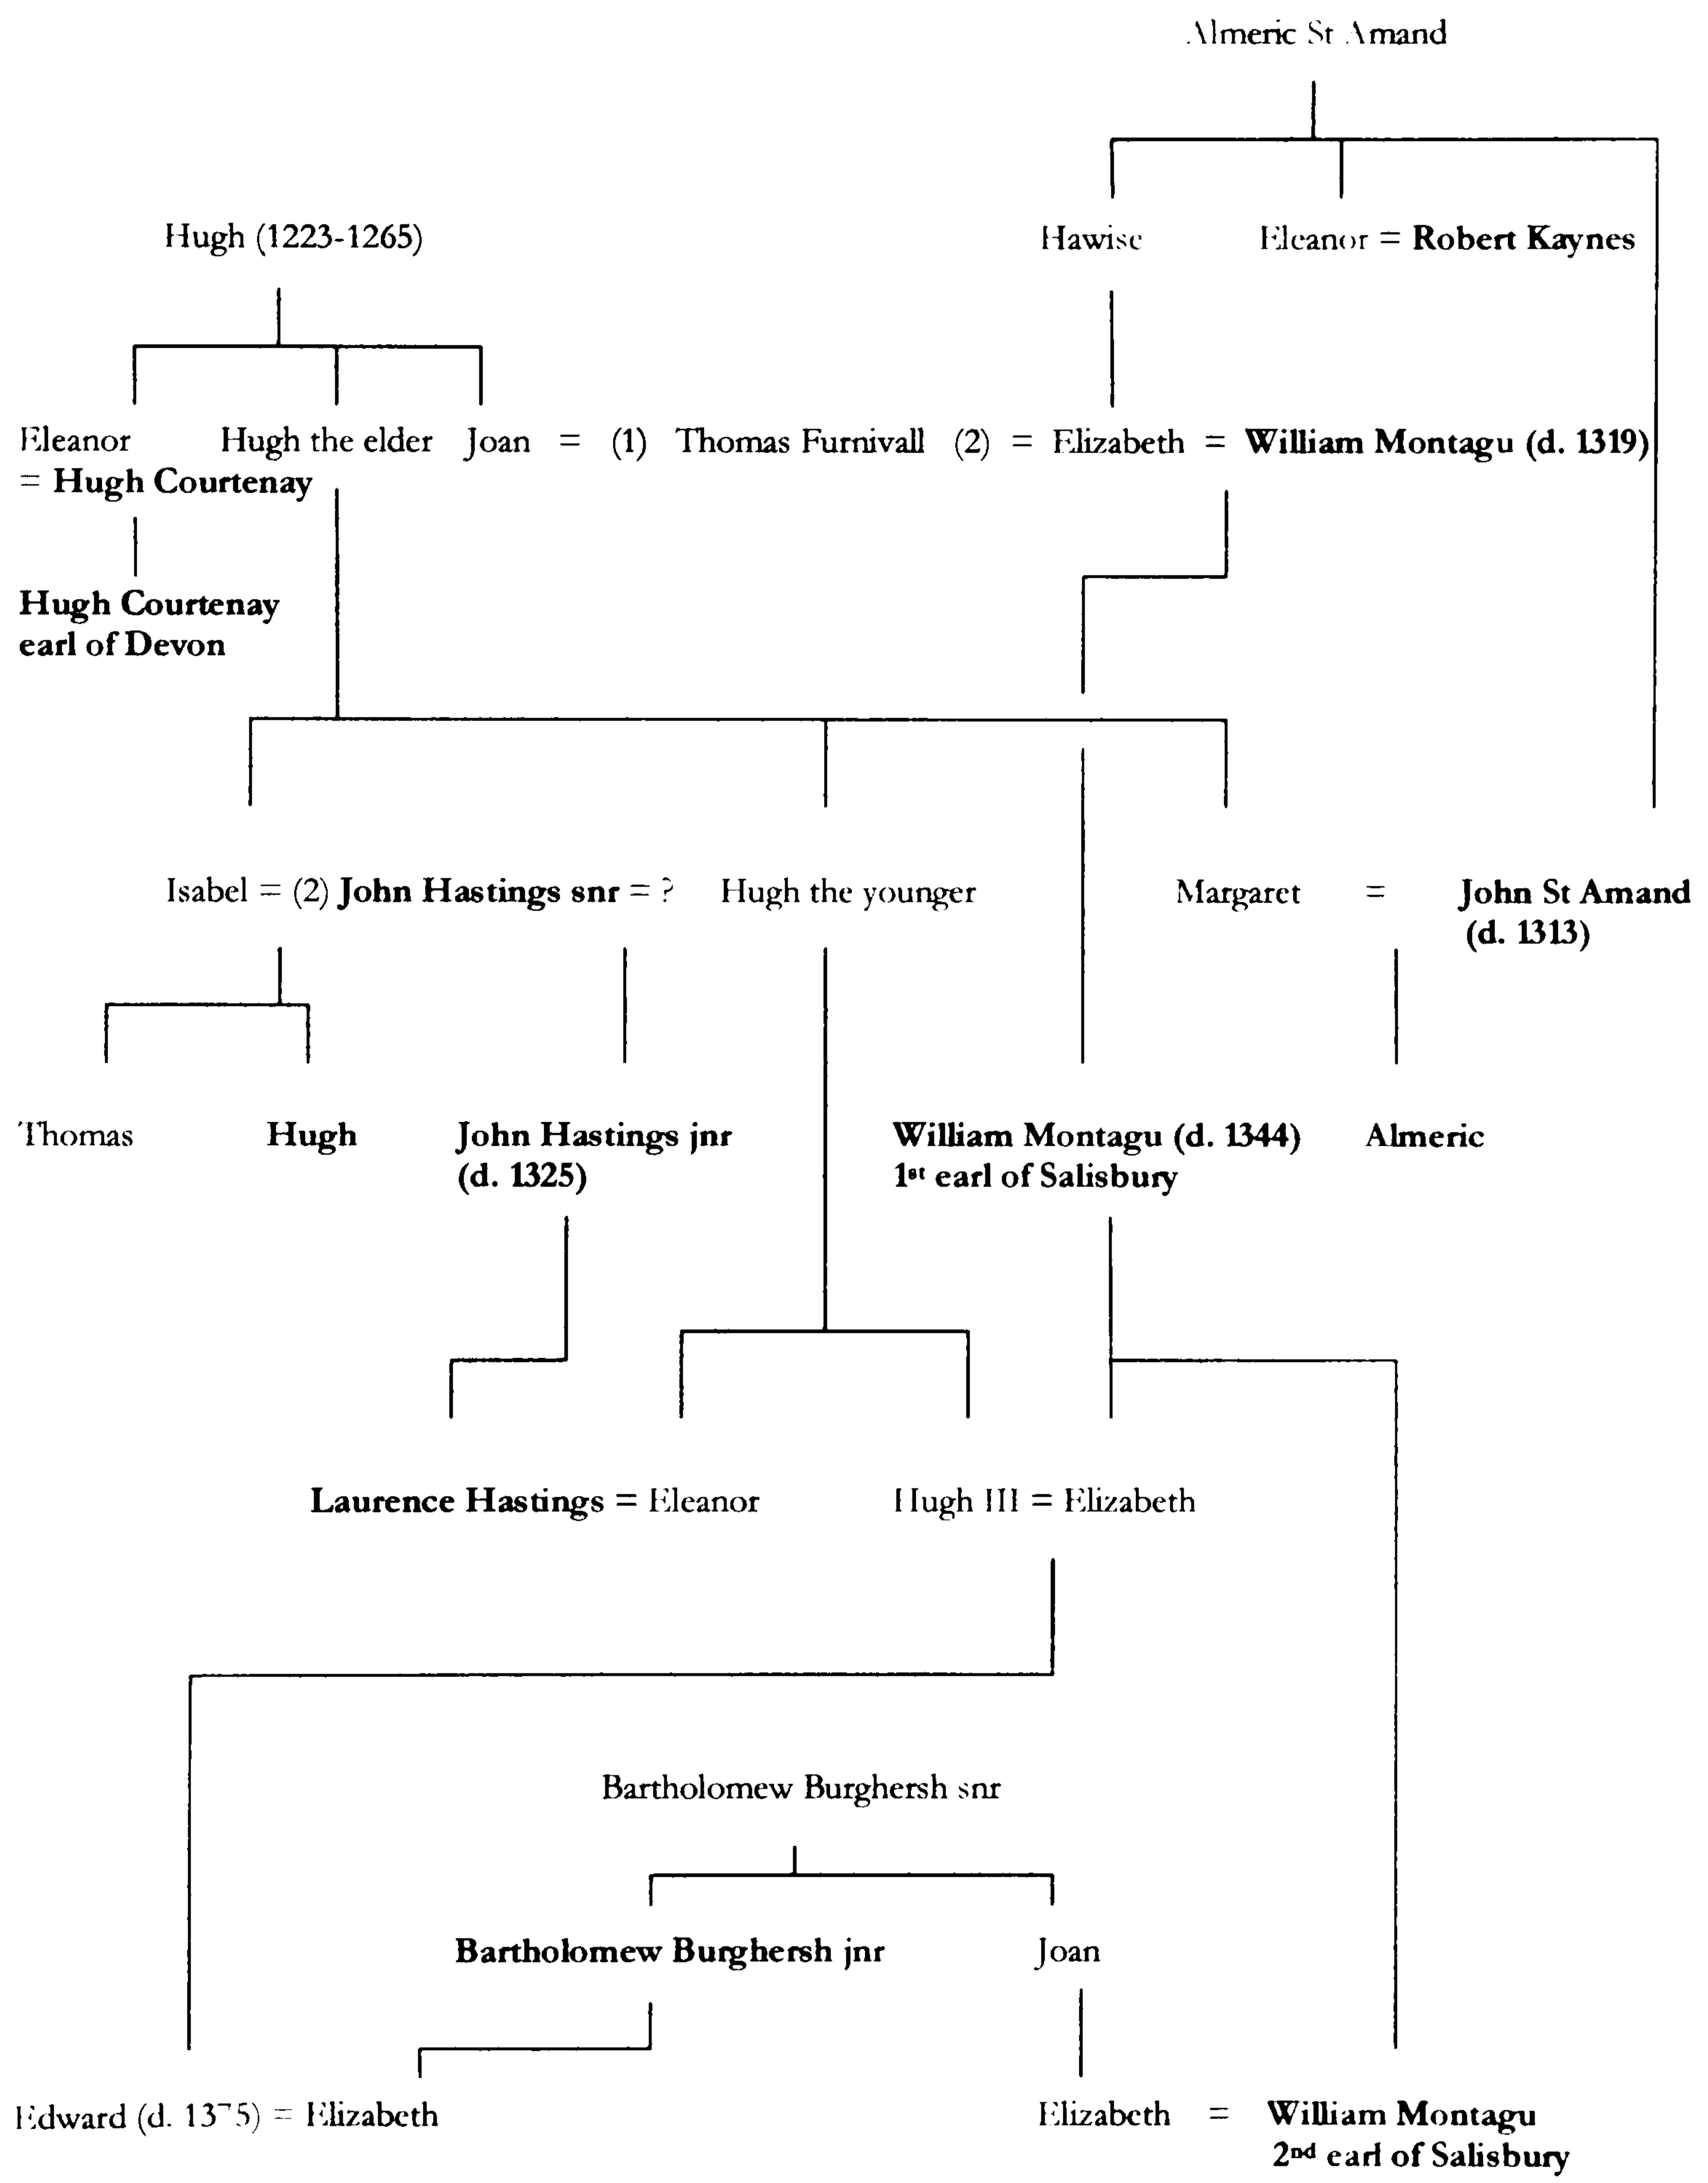 Almeric St Amand
Hugh (1223-1265)
Hawise
Eleanor = Robert Kaynes
Eleanor
= Hugh Courtenay
Hugh the elder
Joan = (1) Thomas Furnivall (2) = Elizabeth = William Montagu (d. 1319)
Hugh Courtenay
earl of Devon
Isabel = (2) John Hastings snr = ?
Hugh the younger
Margaret = John St Amand
(d. 1313)
Thomas
Hugh
John Hastings jnr
(d. 1325)
William Montagu (d. 1344)
1st earl of Salisbury
Almeric
Laurence Hastings = Eleanor
Hugh III = Elizabeth
Bartholomew Burghersh snr
Bartholomew Burghersh jnr
Joan
Edward (d. 1375) = Elizabeth
Elizabeth = William Montagu
2nd earl of Salisbury